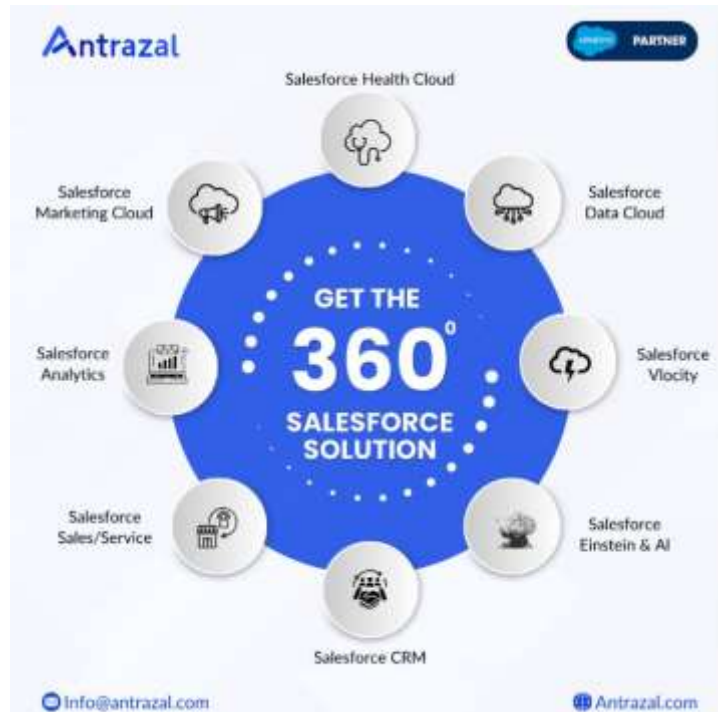 Antrazal
PARTNER
Salesforce Health Cloud
Salesforce
Marketing Cloud
Salesforce
Data Cloud
GET THE
360°
SALESFORCE
SOLUTION
Salesforce
Analytics
Salesforce
Vlocity
Salesforce
Sales/Service
Salesforce
Einstein & AI
Salesforce CRM
Info@antrazal.com
Antrazal.com